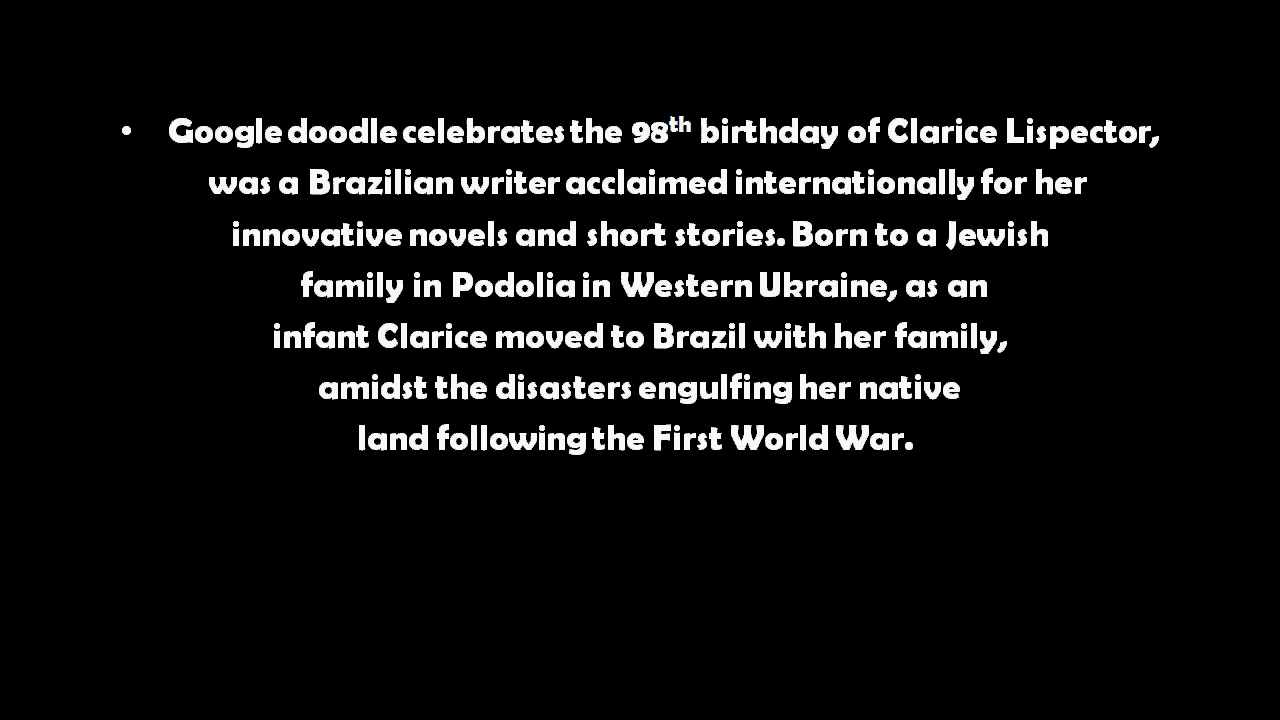 • Google doodle celebrates the 98th birthday of Clarice Lispector,
was a Brazilian writer acclaimed internationally for her
innovative novels and short stories. Born to a Jewish
family in Podolia in Western Ukraine, as an
infant Clarice moved to Brazil with her family,
amidst the disasters engulfing her native
land following the First World War.